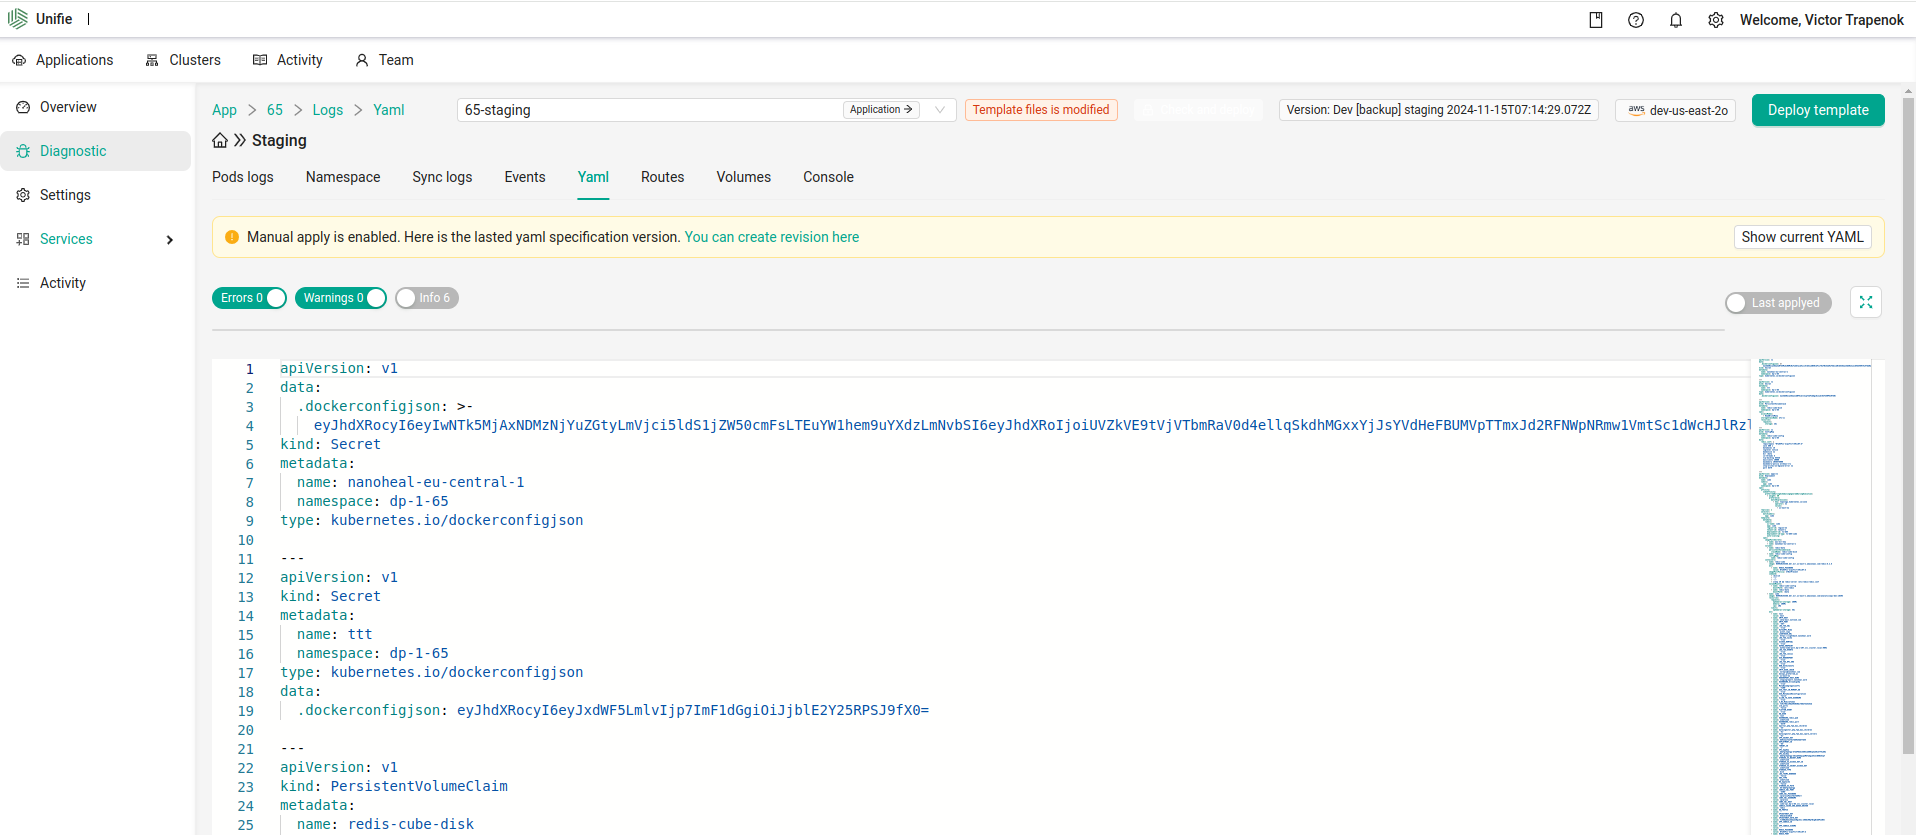 Unifie
Welcome, Victor Trapenok
Applications
Clusters
Activity
Team
Overview
Diagnostic
Settings
Services
Activity
App > 65 > Logs > Yaml
65-staging
Application →
Template files is modified
Version: Dev [backup] staging 2024-11-15T07:14:29.072Z
aws dev-us-east-2o
Deploy template
Staging
Pods logs
Namespace
Sync logs
Events
Yaml
Routes
Volumes
Console
Manual apply is enabled. Here is the lasted yaml specification version. You can create revision here
Show current YAML
Errors 0
Warnings 0
Info 6
Last applyed
1 apiVersion: v1
2 data:
3 .dockerconfigjson: >-
4
5 kind: Secret
6 metadata:
7 name: nanoheal-eu-central-1
8 namespace: dp-1-65
9 type: kubernetes.io/dockerconfigjson
10
11 ---
12 apiVersion: v1
13 kind: Secret
14 metadata:
15 name: ttt
16 namespace: dp-1-65
17 type: kubernetes.io/dockerconfigjson
18 data:
19 .dockerconfigjson: eyJhdXRocyI6eyJxdWF5LmlvIjp7ImF1dGgiOiJjblE2Y25RPSJ9fX0=
20
21 ---
22 apiVersion: v1
23 kind: PersistentVolumeClaim
24 metadata:
25 name: redis-cube-disk